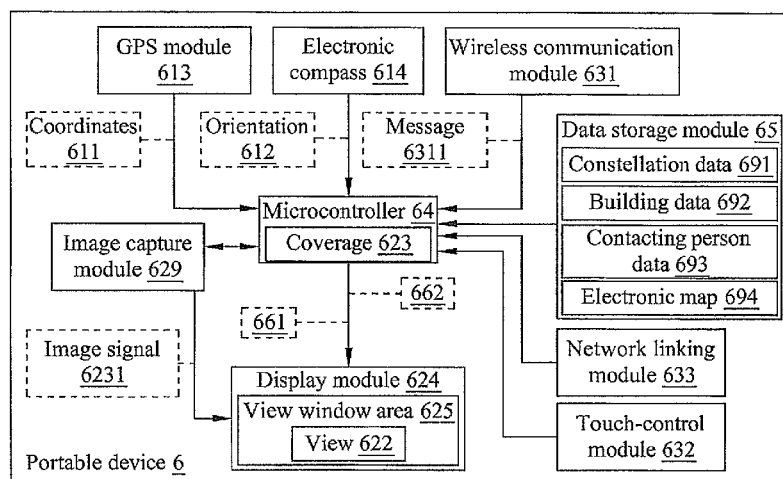 GPS module 613
Electronic compass 614
Wireless communication module 631
Coordinates 611
Orientation 612
Message 6311
Data storage module 65
Constellation data 691
Building data 692
Contacting person data 693
Electronic map 694
Microcontroller 64
Coverage 623
Image capture module 629
662
661
Image signal 6231
Network linking module 633
Display module 624
View window area 625
View 622
Touch-control module 632
Portable device 6